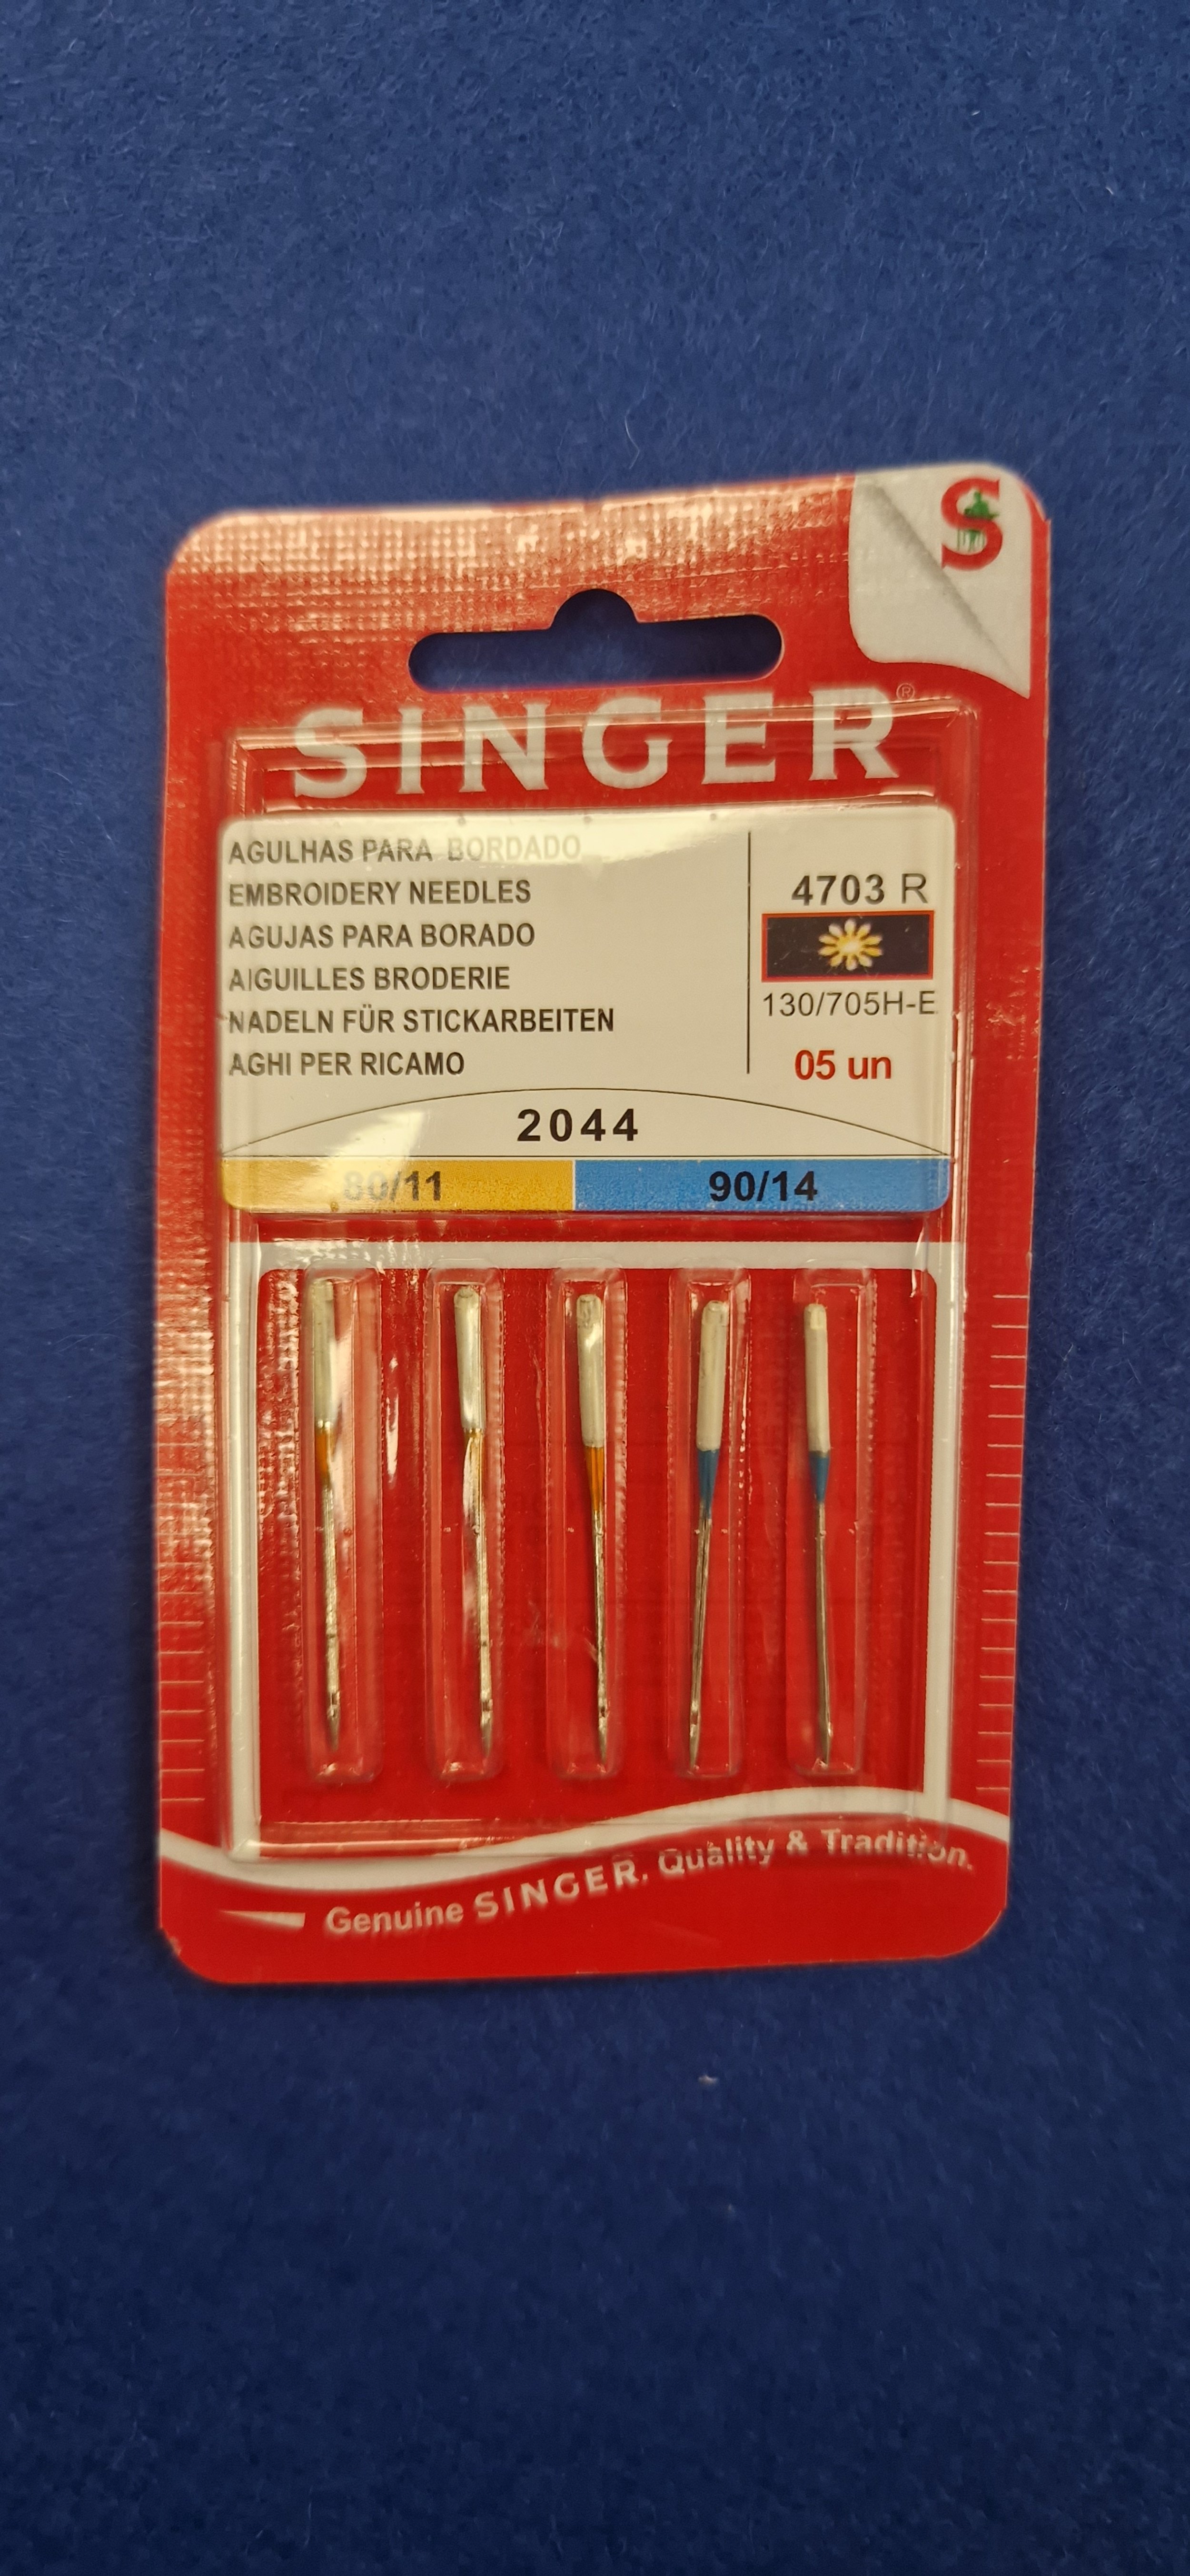 S
SINGER®
AGULHAS PARA BORDADO
EMBROIDERY NEEDLES
AGUJAS PARA BORADO
AIGUILLES BRODERIE
NADELN FÜR STICKARBEITEN
AGHI PER RICAMO
4703 R
130/705H-E
05 un
2044
80/11 90/14
Genuine SINGER. Quality & Tradition.